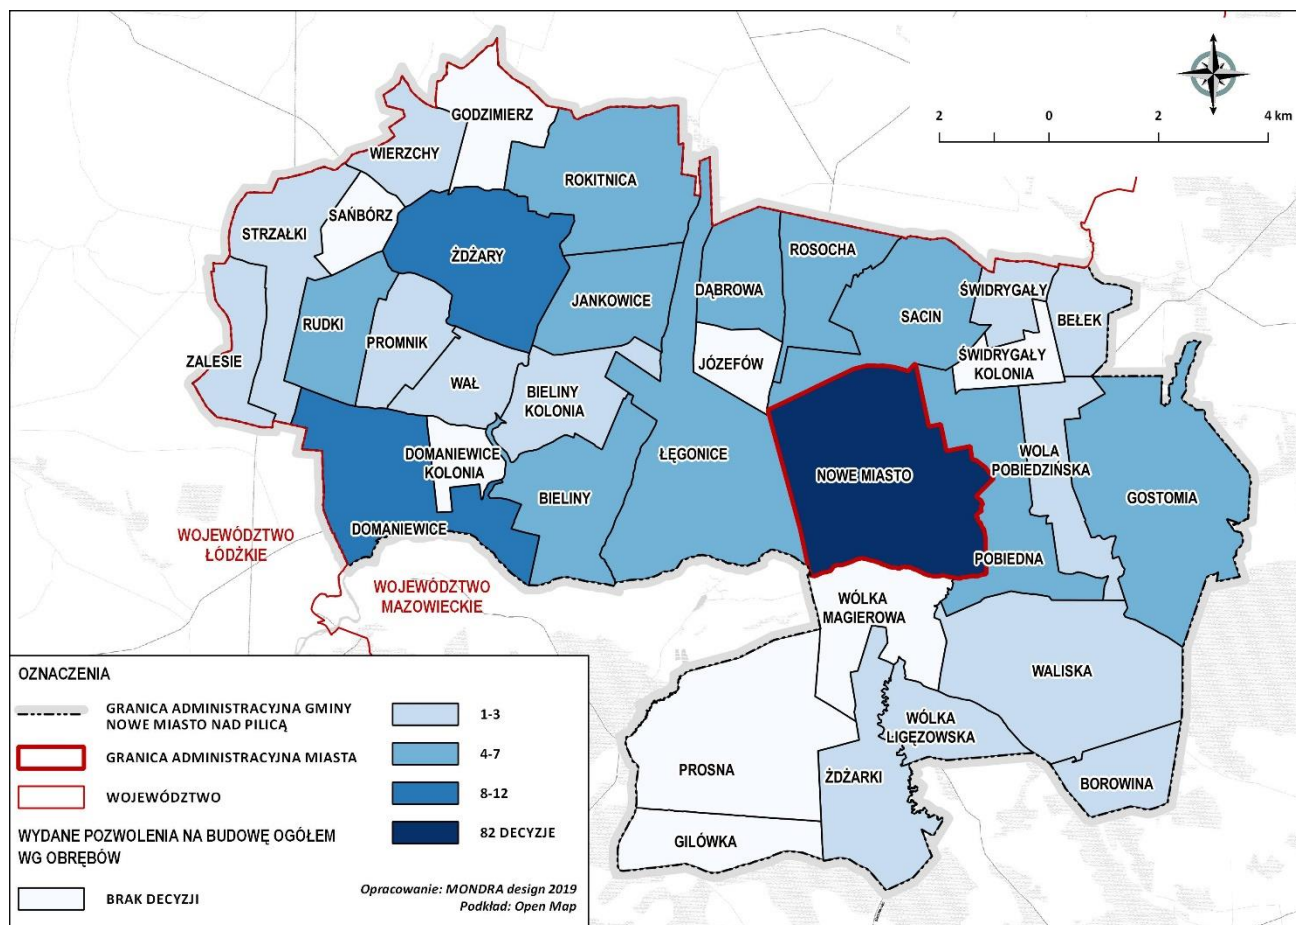 GODZIMIERZ
2
0
2
4 km
WIERZCHY
ROKITNICA
SAŃBÓRZ
STRZAŁKI
ŻDŻARY
ROSOCHA
DĄBROWA
ŚWIDRYGAŁY
JANKOWICE
SACIN
BEŁEK
RUDKI
PROMNIK
ZALESIE
JÓZEFÓW
ŚWIDRYGAŁY
KOLONIA
WAŁ
BIELINY
KOLONIA
DOMANIEWICE
KOLONIA
ŁĘGONICE
WOLA
POBIEDZIŃSKA
NOWE MIASTO
BIELINY
GOSTOMIA
DOMANIEWICE
WOJEWÓDZTWO
ŁÓDŹKIE
POBIEDNA
WOJEWÓDZTWO
MAZOWIECKIE
WÓLKA
MAGIEROWA
WALISKA
WÓLKA
LIGĘZOWSKA
PROSNA
ŻDŻARKI
BOROWINA
GILÓWKA
OZNACZENIA
GRANICA ADMINISTRACYJNA GMINY
NOWE MIASTO NAD PILICĄ
GRANICA ADMINISTRACYJNA MIASTA
WOJEWÓDZTWO
WYDANE POZWOLENIA NA BUDOWĘ OGÓŁEM
WG OBRĘBÓW
BRAK DECYZJI
1-3
4-7
8-12
82 DECYZJE
Opracowanie: MONDRA design 2019
Podkład: Open Map